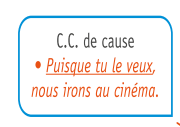 C.C. de cause
• Puisque tu le veux,
nous irons au cinéma.